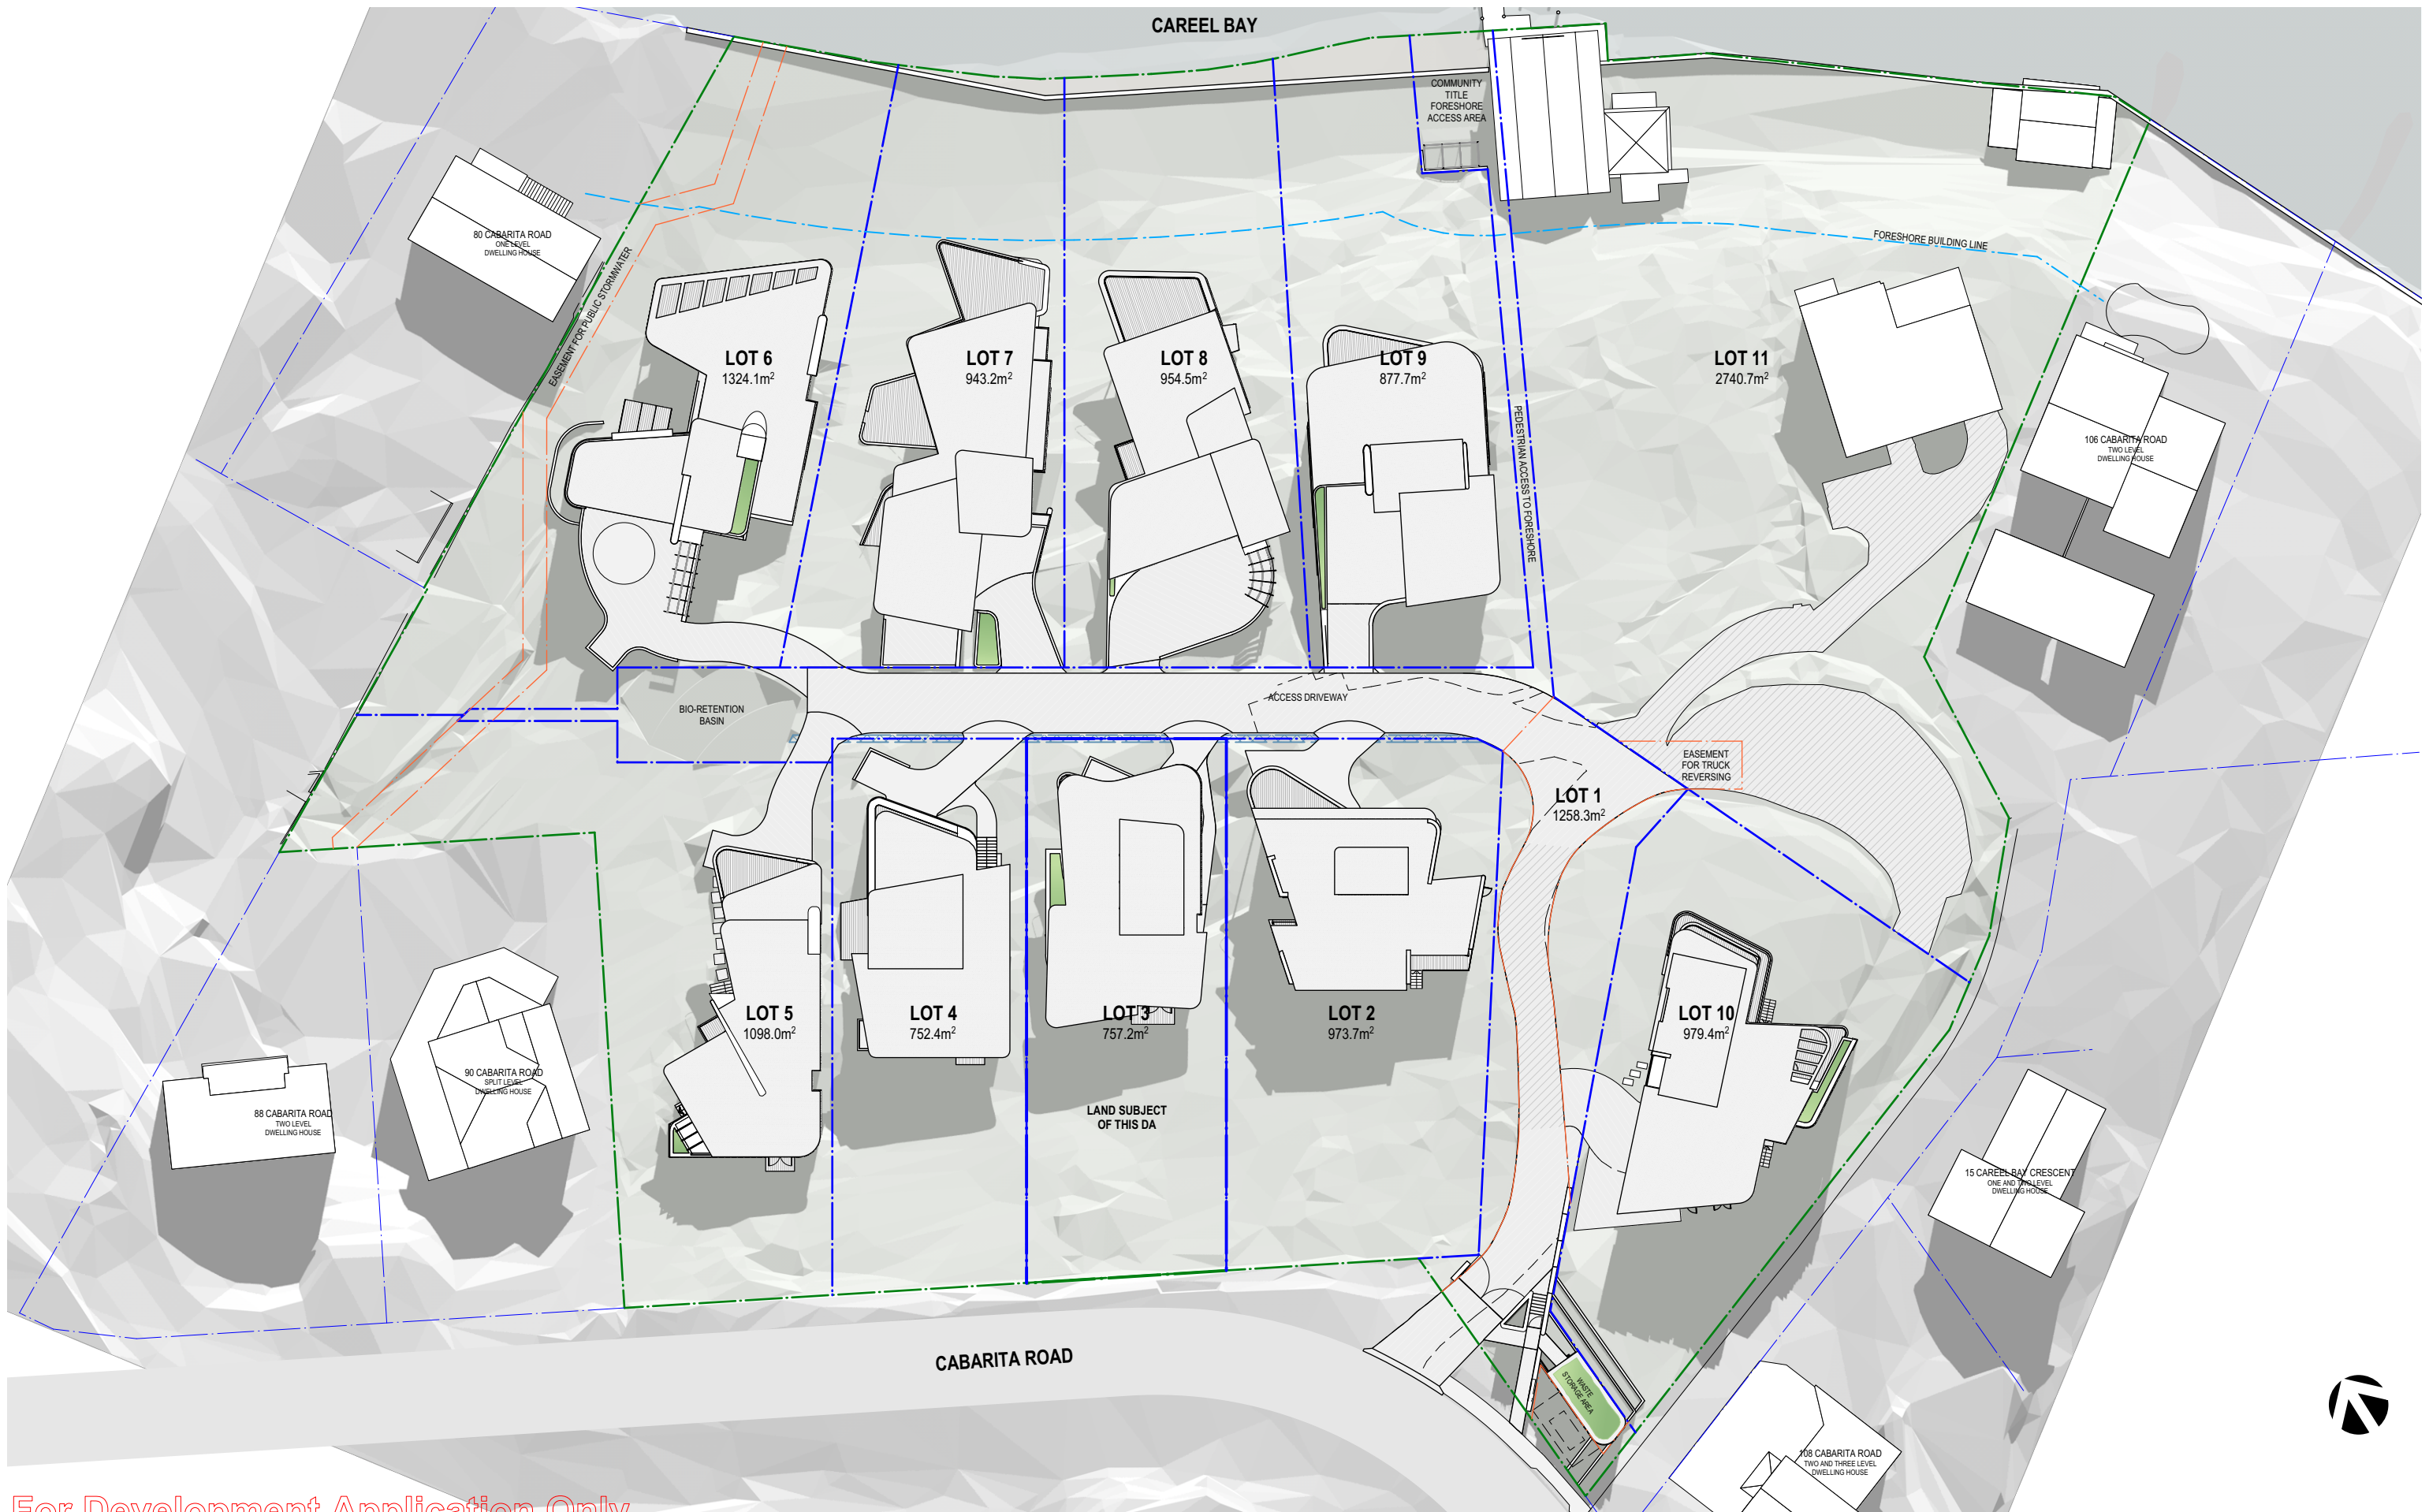 CAREEL BAY
COMMUNITY
TITLE
FORESHORE
ACCESS AREA
80 CABARITA ROAD
ONE LEVEL
DWELLING HOUSE
EASEMENT FOR PUBLIC STORMWATER
FORESHORE BUILDING LINE
LOT 6
1324.1m²
LOT 7
943.2m²
LOT 8
954.5m²
LOT 9
877.7m²
LOT 11
2740.7m²
PEDESTRIAN ACCESS TO FORESHORE
106 CABARITA ROAD
TWO LEVEL
DWELLING HOUSE
BIO-RETENTION
BASIN
ACCESS DRIVEWAY
EASEMENT
FOR TRUCK
REVERSING
LOT 1
1258.3m²
LOT 5
1098.0m²
LOT 4
752.4m²
LOT 3
757.2m²
LOT 2
973.7m²
LOT 10
979.4m²
90 CABARITA ROAD
SPLIT LEVEL
DWELLING HOUSE
88 CABARITA ROAD
TWO LEVEL
DWELLING HOUSE
LAND SUBJECT
OF THIS DA
15 CAREEL BAY CRESCENT
ONE AND TWO LEVEL
DWELLING HOUSE
CABARITA ROAD
WASTE
STORAGE AREA
108 CABARITA ROAD
TWO AND THREE LEVEL
DWELLING HOUSE
For Development Application Only